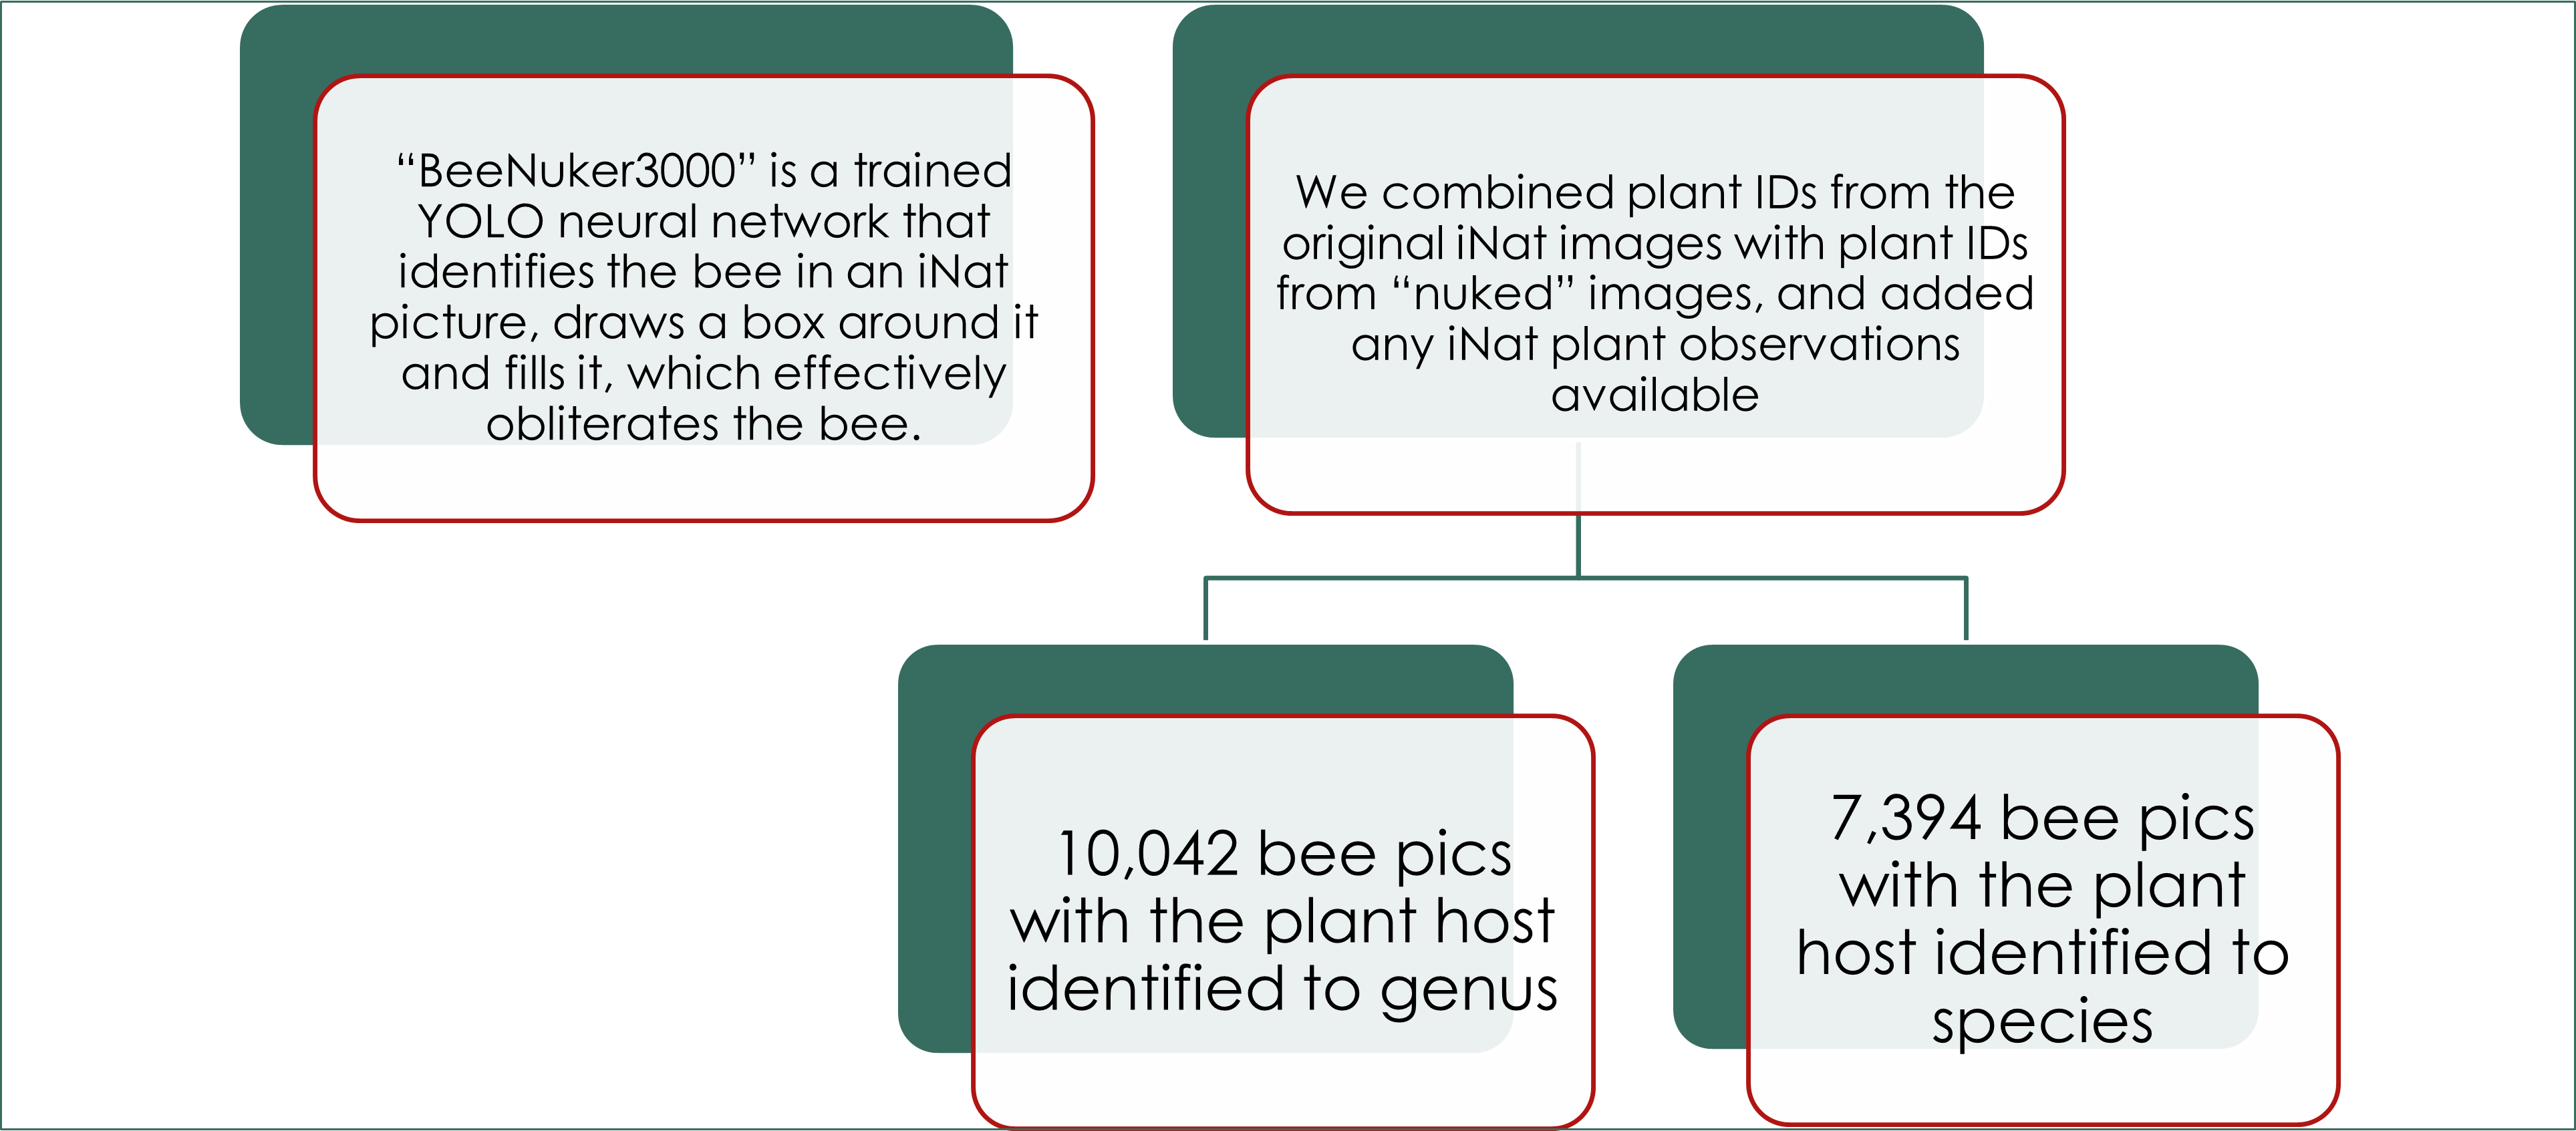 “BeeNuker3000” is a trained
YOLO neural network that
identifies the bee in an iNat
picture, draws a box around it
and fills it, which effectively
obliterates the bee.
We combined plant IDs from the
original iNat images with plant IDs
from “nuked” images, and added
any iNat plant observations
available
10,042 bee pics
with the plant host
identified to genus
7,394 bee pics
with the plant
host identified to
species